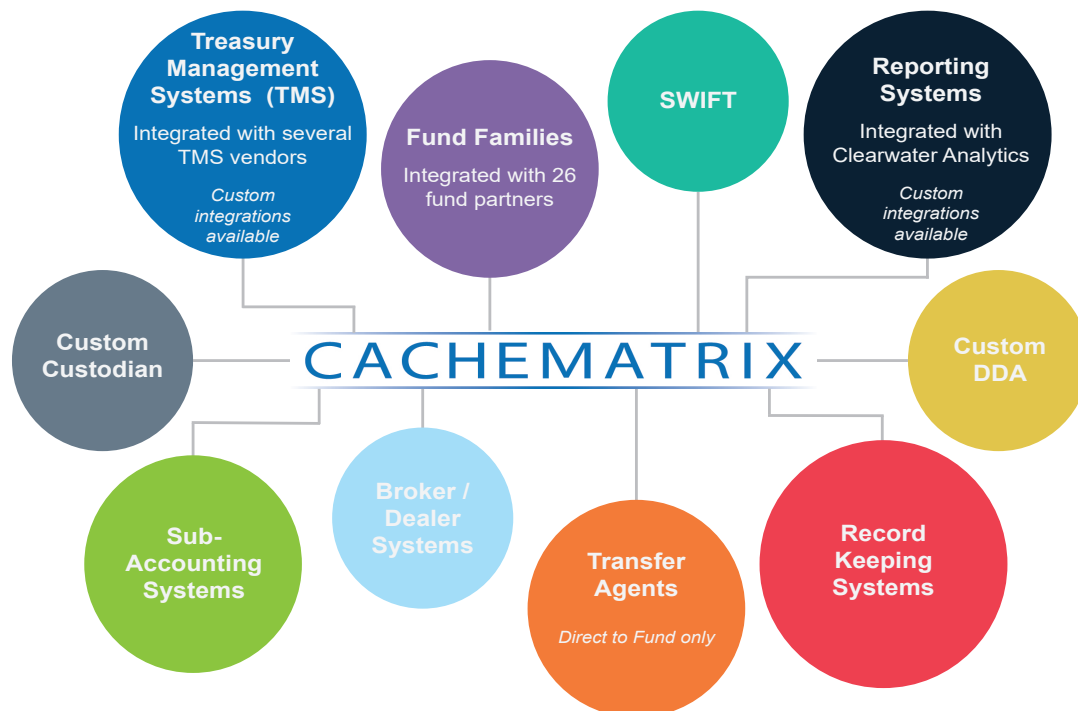 Treasury
Management
Systems (TMS)
Integrated with several
TMS vendors
Custom
integrations
available
Fund Families
Integrated with 26
fund partners
SWIFT
Reporting
Systems
Integrated with
Clearwater Analytics
Custom
integrations
available
Custom
Custodian
CACHEMATRIX
Custom
DDA
Sub-
Accounting
Systems
Broker /
Dealer
Systems
Transfer
Agents
Direct to Fund only
Record
Keeping
Systems